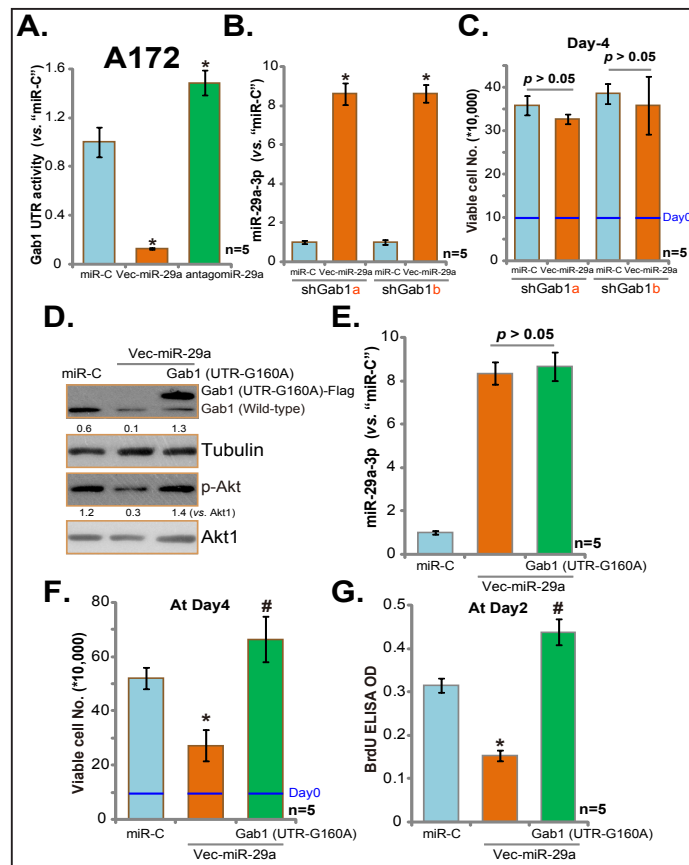 A.
A172
Gab1 UTR activity (vs. “miR-C”)
1.6
1.2
0.8
0.4
0
*
*
n=5
miR-C Vec-miR-29a antagomiR-29a
B.
miR-29a-3p (vs. “miR-C”)
10
8
6
4
2
0
*
*
n=5
miR-C Vec-miR-29a miR-C Vec-miR-29a
shGab1a shGab1b
C.
Day-4
Viable cell No. (*10,000)
40
30
20
10
0
p > 0.05
p > 0.05
Day0
n=5
miR-C Vec-miR-29a miR-C Vec-miR-29a
shGab1a shGab1b
D.
Vec-miR-29a
miR-C Gab1 (UTR-G160A)
Gab1 (UTR-G160A)-Flag
Gab1 (Wild-type)
0.6 0.1 1.3
Tubulin
p-Akt
1.2 0.3 1.4 (vs. Akt1)
Akt1
E.
miR-29a-3p (vs. “miR-C”)
10
8
6
4
2
0
p > 0.05
n=5
miR-C Gab1 (UTR-G160A)
Vec-miR-29a
F.
At Day4
Viable cell No. (*10,000)
80
60
40
20
0
*
#
Day0
n=5
miR-C Gab1 (UTR-G160A)
Vec-miR-29a
G.
At Day2
BrdU ELISA OD
0.5
0.4
0.3
0.2
0.1
0
*
#
n=5
miR-C Gab1 (UTR-G160A)
Vec-miR-29a